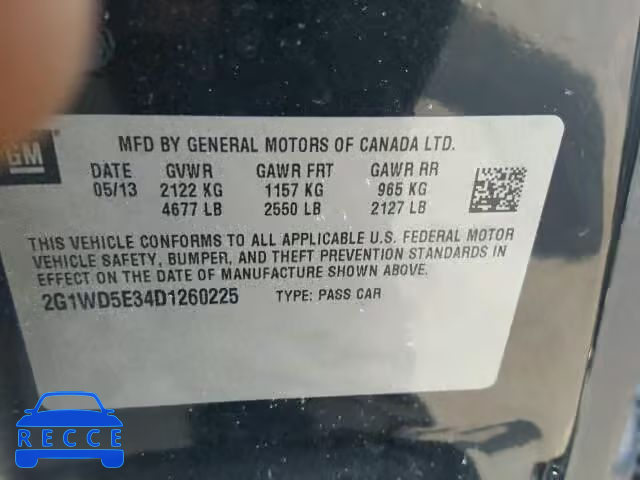 GM
MFD BY GENERAL MOTORS OF CANADA LTD.
DATE GVWR GAWR FRT GAWR RR
05/13 2122 KG 1157 KG 965 KG
4677 LB 2550 LB 2127 LB
THIS VEHICLE CONFORMS TO ALL APPLICABLE U.S. FEDERAL MOTOR
VEHICLE SAFETY, BUMPER, AND THEFT PREVENTION STANDARDS IN
EFFECT ON THE DATE OF MANUFACTURE SHOWN ABOVE.
2G1WD5E34D1260225 TYPE: PASS CAR
RECCE